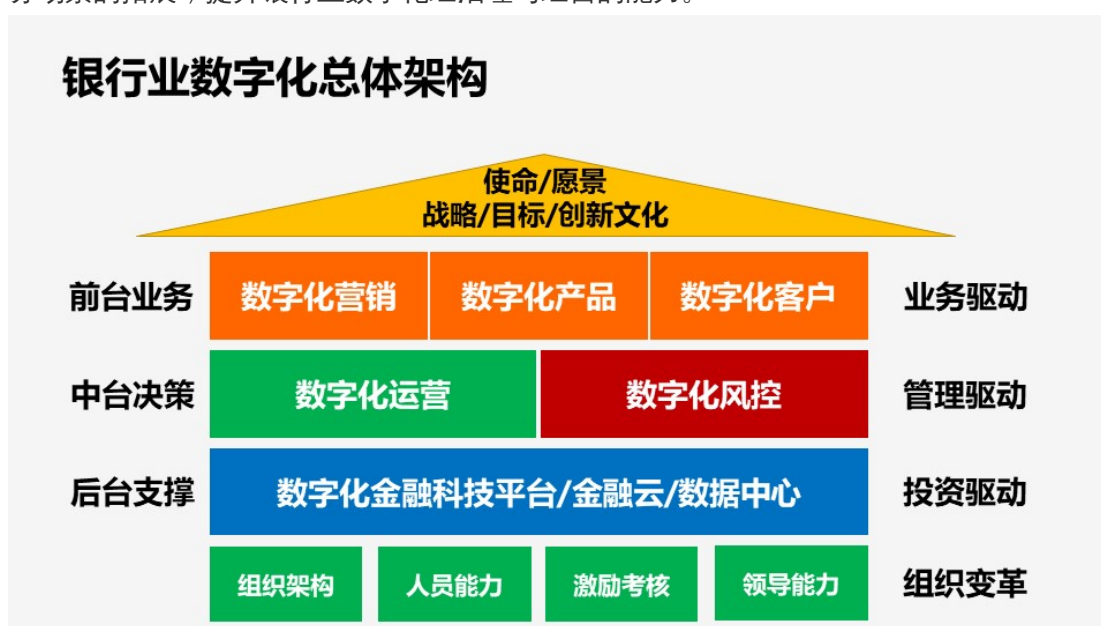 银行业数字化总体架构
使命/愿景
战略/目标/创新文化
前台业务 数字化营销 数字化产品 数字化客户 业务驱动
中台决策 数字化运营 数字化风控 管理驱动
后台支撑 数字化金融科技平台/金融云/数据中心 投资驱动
组织架构 人员能力 激励考核 领导能力 组织变革